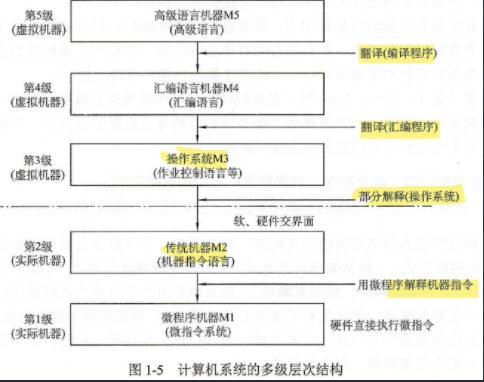 第5级
(虚拟机器)
高级语言机器M5
(高级语言)
翻译(编译程序)
第4级
(虚拟机器)
汇编语言机器M4
(汇编语言)
翻译(汇编程序)
第3级
(虚拟机器)
操作系统M3
(作业控制语言等)
部分解释(操作系统)
软、硬件交界面
第2级
(实际机器)
传统机器M2
(机器指令语言)
用微程序解释机器指令
第1级
(实际机器)
微程序机器M1
(微指令系统)
硬件直接执行微指令
图 1-5 计算机系统的多级层次结构